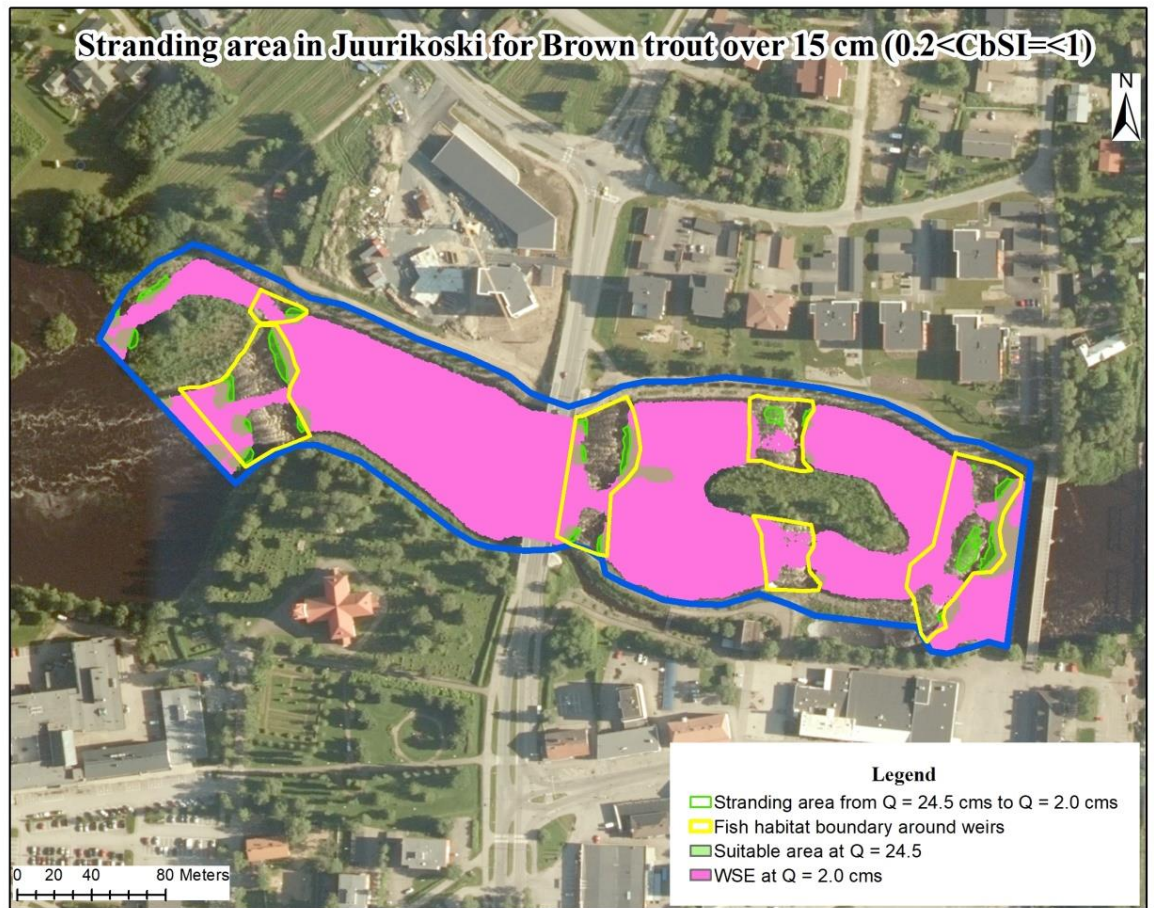 Stranding area in Juurikoski for Brown trout over 15 cm (0.2<CbSI=<1)
N
Legend
Stranding area from Q = 24.5 cms to Q = 2.0 cms
Fish habitat boundary around weirs
Suitable area at Q = 24.5
WSE at Q = 2.0 cms
0 20 40 80 Meters